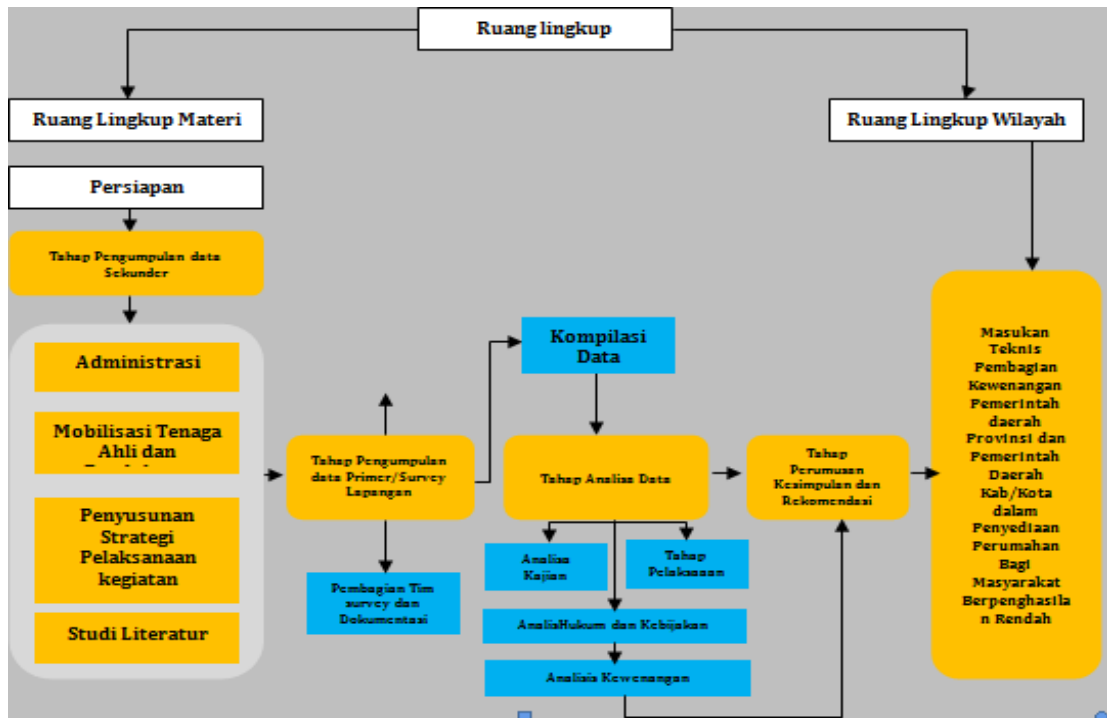 Ruang lingkup
Ruang Lingkup Materi
Ruang Lingkup Wilayah
Persiapan
Tahap Pengumpulan data
Sekunder
Administrasi
Mobilisasi Tenaga
Ahli dan
Penyusunan
Strategi
Pelaksanaan
kegiatan
Studi Literatur
Tahap Pengumpulan
data Primer/Survey
Lapangan
Pembagian Tim
survey dan
Dokumentasi
Kompilasi
Data
Tahap Analisa Data
Analisa
Kajian
Tahap
Pelaksanaan
AnalisHukum dan Kebijakan
Analisis Kewenangan
Tahap
Perumusan
Kesimpulan dan
Rekomendasi
Masukan
Teknis
Pembagian
Kewenangan
Pemerintah
daerah
Provinsi dan
Pemerintah
Daerah
Kab/Kota
dalam
Penyediaan
Perumahan
Bagi
Masyarakat
Berpenghasila
n Rendah